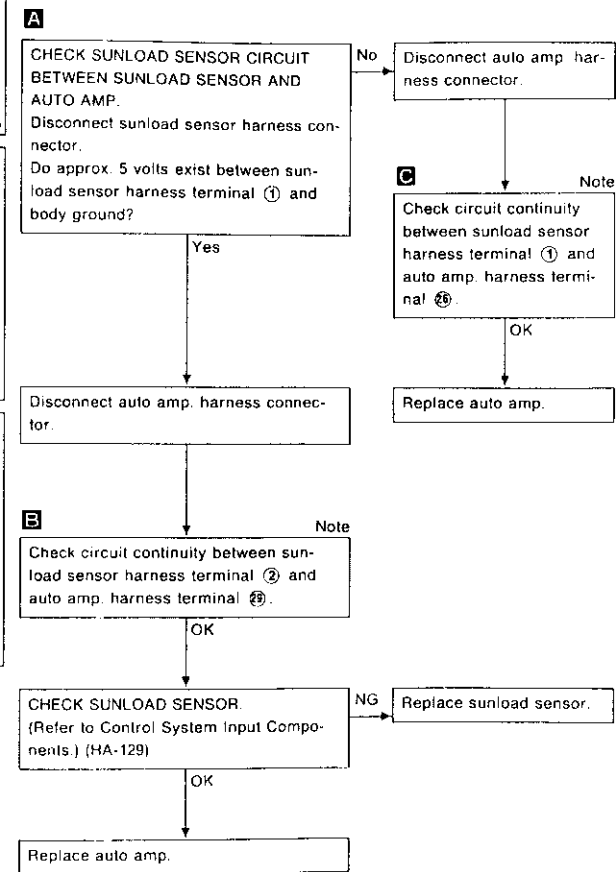 A
CHECK SUNLOAD SENSOR CIRCUIT
BETWEEN SUNLOAD SENSOR AND
AUTO AMP.
Disconnect sunload sensor harness con-
nector.
Do approx. 5 volts exist between sun-
load sensor harness terminal ① and
body ground?
No
Disconnect auto amp har-
ness connector.
C
Note
Check circuit continuity
between sunload sensor
harness terminal ① and
auto amp. harness termi-
nal ㉖.
OK
Replace auto amp.
Yes
Disconnect auto amp. harness connec-
tor.
B
Note
Check circuit continuity between sun-
load sensor harness terminal ② and
auto amp. harness terminal ㉙.
OK
CHECK SUNLOAD SENSOR.
(Refer to Control System Input Compo-
nents.) (HA-129)
NG
Replace sunload sensor.
OK
Replace auto amp.